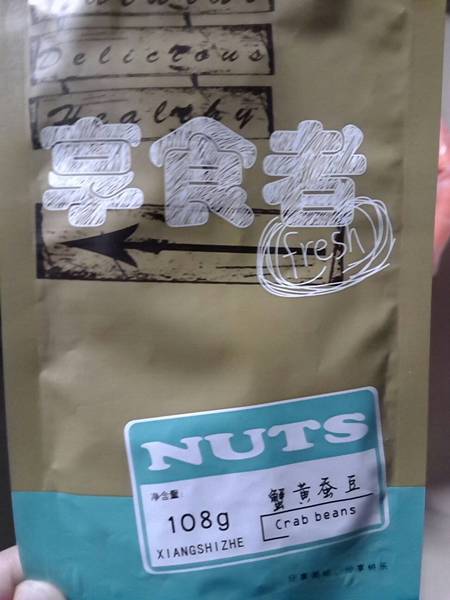 Delicious
Healthy
享食者
fresh
NUTS
净含量:
108g
XIANGSHIZHE
蟹黄蚕豆
Crab beans